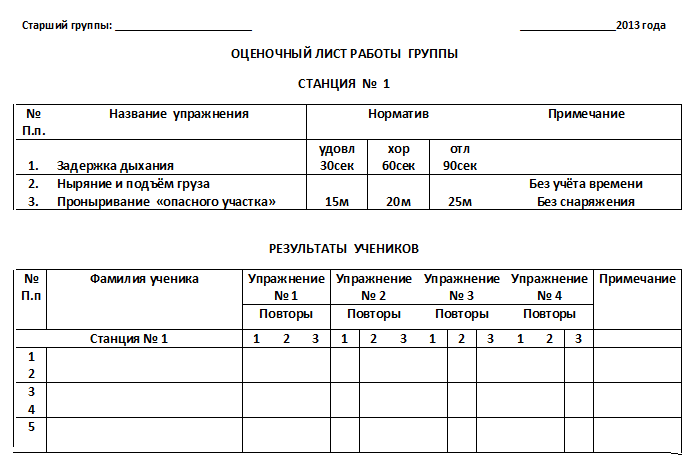 Старший группы: ________________________ _________________2013 года
ОЦЕНОЧНЫЙ ЛИСТ РАБОТЫ ГРУППЫ
СТАНЦИЯ № 1
№ Название упражнения Норматив Примечание
П.п.
удовл хор отл
1. Задержка дыхания 30сек 60сек 90сек
2. Ныряние и подъём груза Без учёта времени
3. Проныривание «опасного участка» 15м 20м 25м Без снаряжения
РЕЗУЛЬТАТЫ УЧЕНИКОВ
№ Фамилия ученика Упражнение Упражнение Упражнение Упражнение Примечание
П.п № 1 № 2 № 3 № 4
Повторы Повторы Повторы Повторы
Станция № 1 1 2 3 1 2 3 1 2 3 1 2 3
1
2
3
4
5